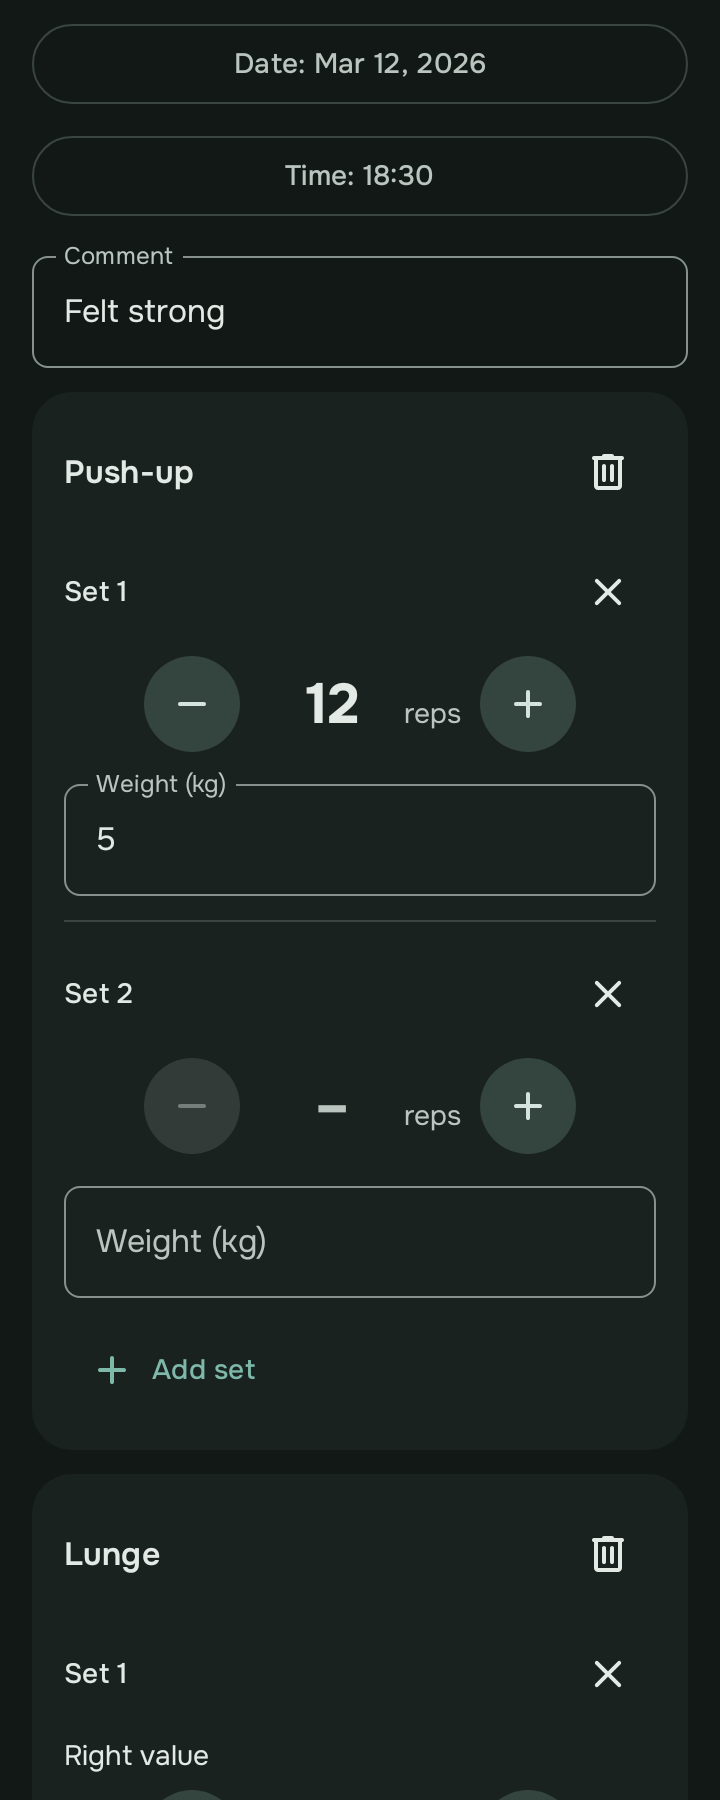 Date: Mar 12, 2026
Time: 18:30
Comment
Felt strong
Push-up
Set 1
12 reps
Weight (kg)
5
Set 2
– reps
Weight (kg)
Add set
Lunge
Set 1
Right value